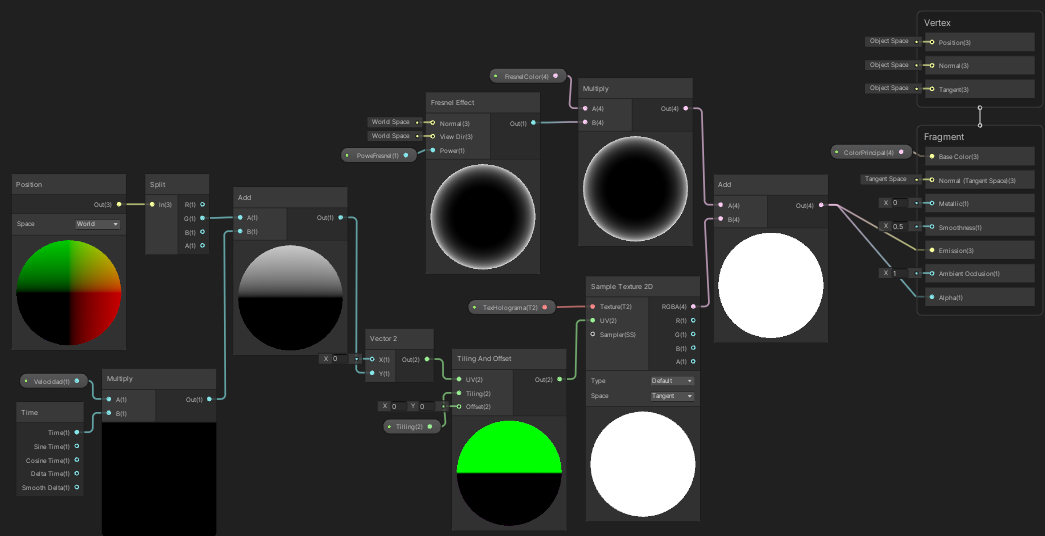 Vertex
Object Space
Position(3)
Object Space
Normal(3)
Object Space
Tangent(3)
Fragment
ColorPrincipal(4)
Base Color(3)
Tangent Space
Normal (Tangent Space)(3)
X 0
Metallic(1)
X 0.5
Smoothness(1)
Emission(3)
X 1
Ambient Occlusion(1)
Alpha(1)
FresnelColor(4)
Multiply
A(4)
Out(4)
B(4)
Fresnel Effect
World Space
Normal(3)
Out(1)
World Space
View Dir(3)
PoweFresnel(1)
Power(1)
Position
Out(3)
Space
World
Split
In(3)
R(1)
G(1)
B(1)
A(1)
Add
A(1)
Out(1)
B(1)
Add
A(4)
Out(4)
B(4)
Sample Texture 2D
TexHolograma(T2)
Texture(T2)
RGBA(4)
UV(2)
R(1)
Sampler(SS)
G(1)
B(1)
A(1)
Type
Default
Space
Tangent
Vector 2
X 0
X(1)
Out(2)
Y(1)
Tiling And Offset
UV(2)
Out(2)
Tiling(2)
X 0 Y 0
Offset(2)
Tilling(2)
Velocidad(1)
Multiply
A(1)
Out(1)
B(1)
Time
Time(1)
Sine Time(1)
Cosine Time(1)
Delta Time(1)
Smooth Delta(1)